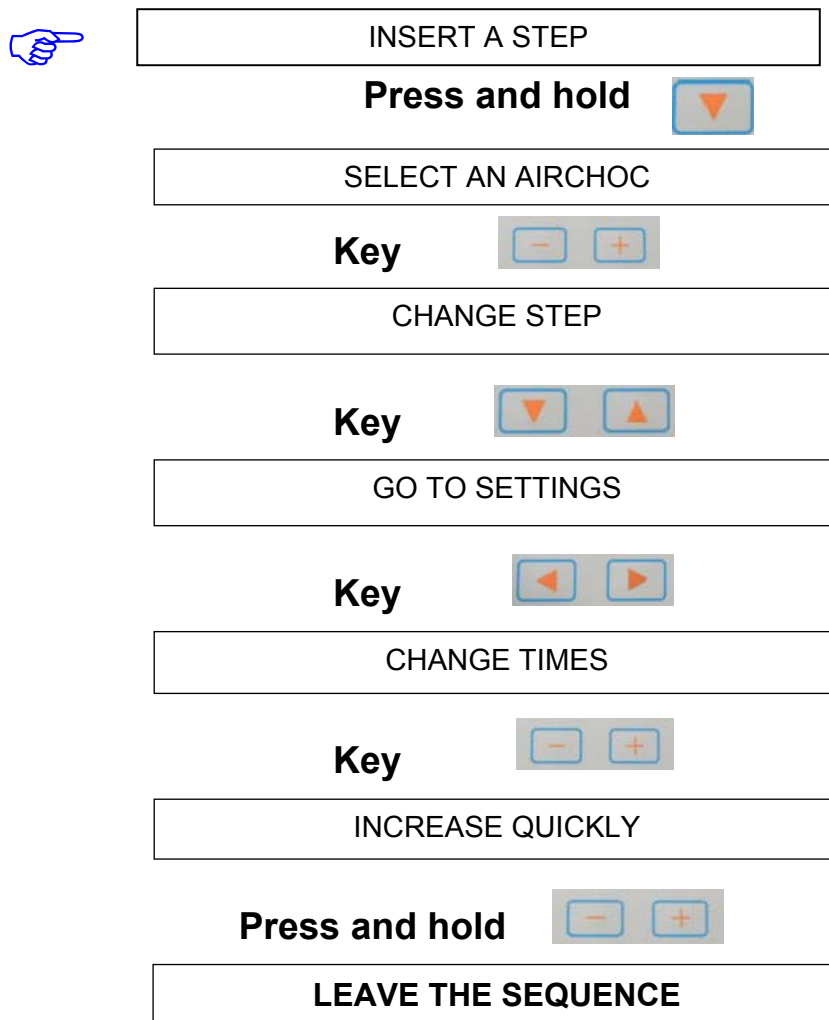 INSERT A STEP
Press and hold ▼
SELECT AN AIRCHOC
Key − +
CHANGE STEP
Key ▼ ▲
GO TO SETTINGS
Key ◀ ▶
CHANGE TIMES
Key − +
INCREASE QUICKLY
Press and hold − +
LEAVE THE SEQUENCE